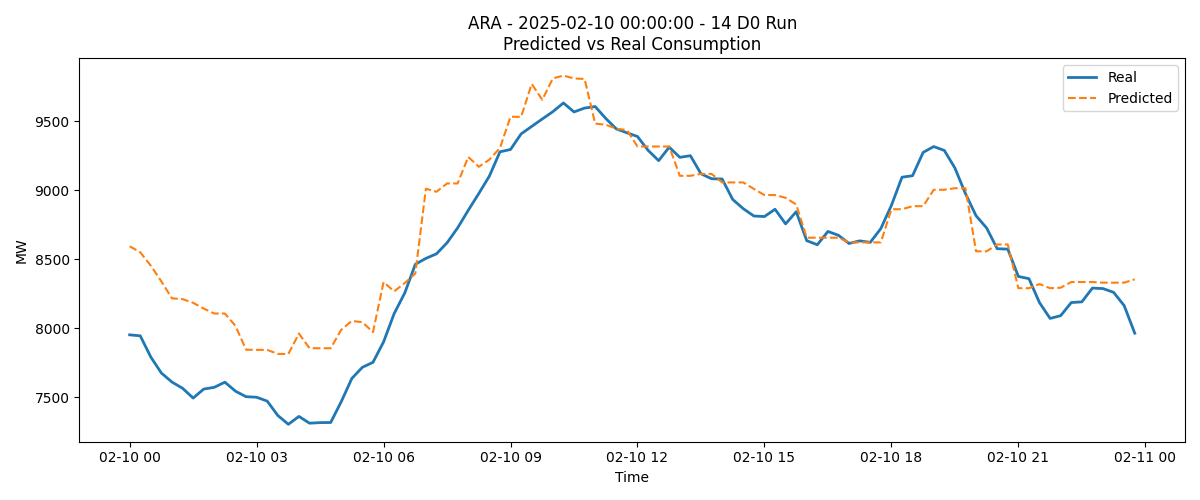 ARA - 2025-02-10 00:00:00 - 14 D0 Run
Predicted vs Real Consumption
Real
Predicted
MW
9500
9000
8500
8000
7500
02-10 00
02-10 03
02-10 06
02-10 09
02-10 12
02-10 15
02-10 18
02-10 21
02-11 00
Time